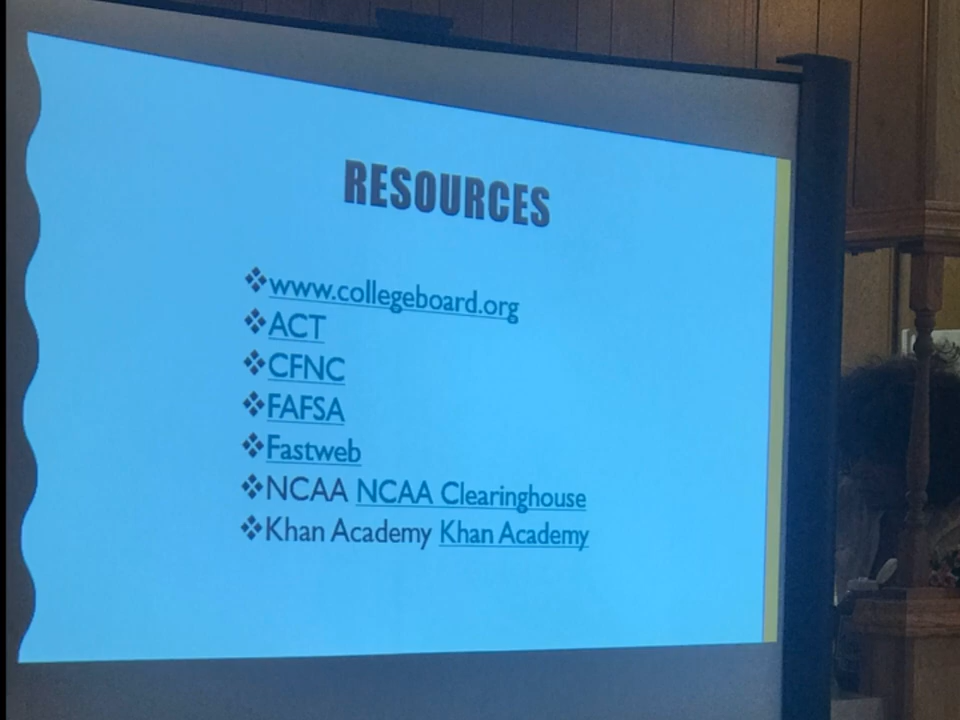 RESOURCES
❖www.collegeboard.org
❖ACT
❖CFNC
❖FAFSA
❖Fastweb
❖NCAA NCAA Clearinghouse
❖Khan Academy Khan Academy